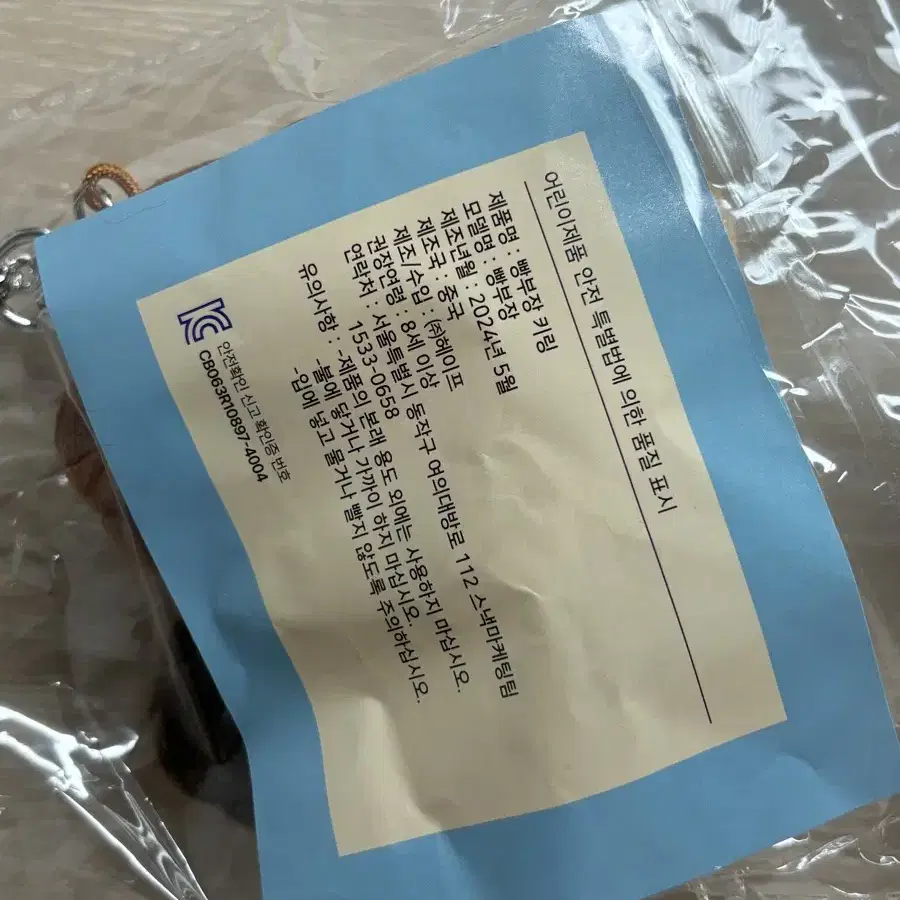 어린이제품 안전 특별법에 의한 품질 표시
제품명 : 빵부장 키링
모델명 : 빵부장
제조년월 : 2024년 5월
제조국 : 중국
제조/수입 : ㈜헤이프
권장연령 : 8세 이상
연락처 : 서울특별시 동작구 여의대방로 112 스낵마케팅팀
1533-0658
유의사항 : -제품의 본래 용도 외에는 사용하지 마십시오.
-불에 닿거나 가까이 하지 마십시오.
-입에 넣고 물거나 빨지 않도록 주의하십시오.
안전확인 신고 확인증 번호
CB063R10897-4004